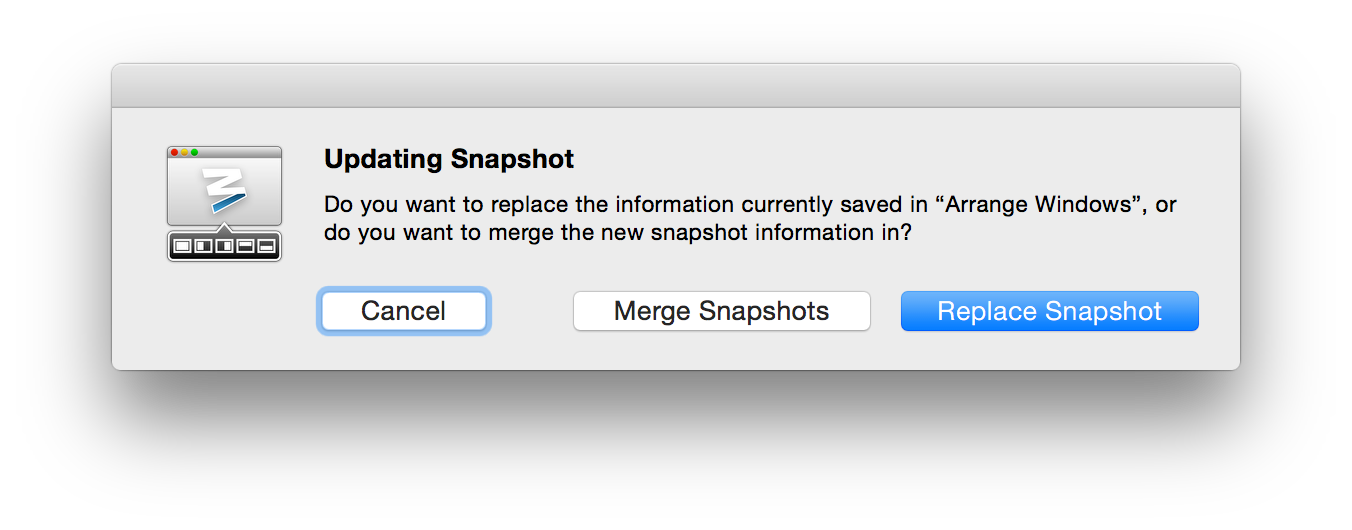 Updating Snapshot
Do you want to replace the information currently saved in “Arrange Windows”, or
do you want to merge the new snapshot information in?
Cancel
Merge Snapshots
Replace Snapshot